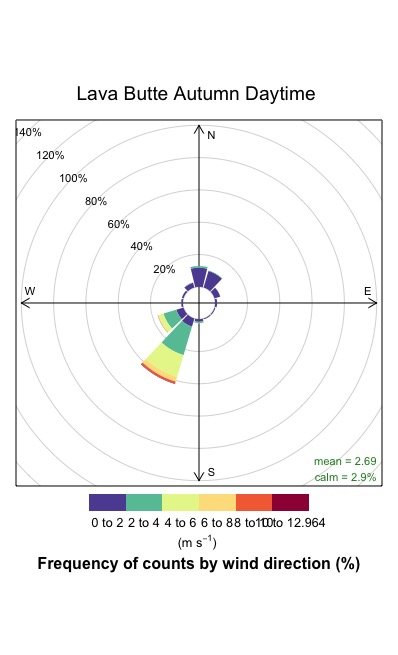 Lava Butte Autumn Daytime
N
140%
120%
100%
80%
60%
40%
20%
W
E
S
mean = 2.69
calm = 2.9%
0 to 2 2 to 4 4 to 6 6 to 8 8 to 10 10 to 12.964
(m s⁻¹)
Frequency of counts by wind direction (%)